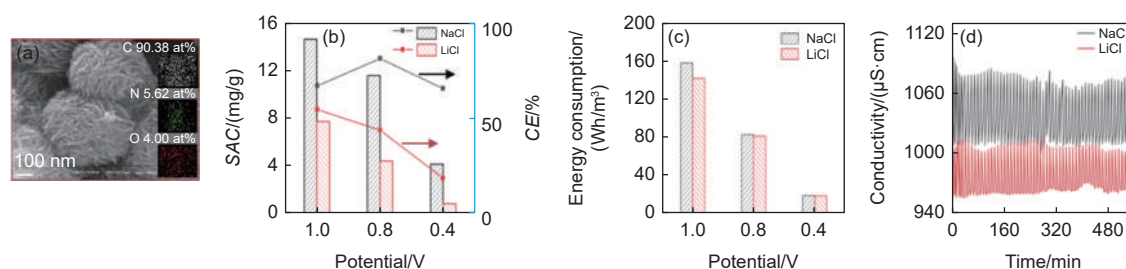 (a)
C 90.38 at%
N 5.62 at%
O 4.00 at%
100 nm
(b)
NaCl
LiCl
SAC/(mg/g)
16
12
8
4
0
100
50
0
CE/%
1.0 0.8 0.4
Potential/V
(c)
NaCl
LiCl
Energy consumption/
(Wh/m³)
200
160
120
80
40
0
1.0 0.8 0.4
Potential/V
(d)
NaC
LiCl
Conductivity/(μS·cm)
1120
1060
1000
940
0 160 320 480
Time/min